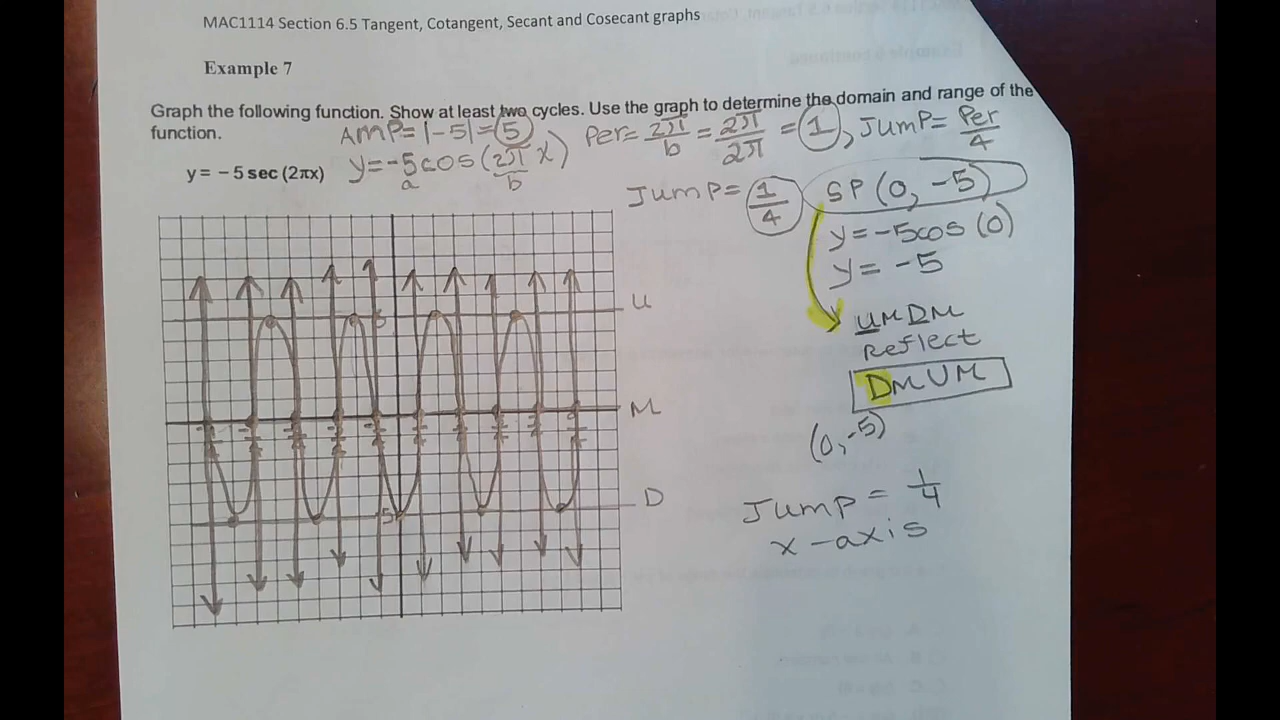 MAC1114 Section 6.5 Tangent, Cotangent, Secant and Cosecant graphs
Example 7
Graph the following function. Show at least two cycles. Use the graph to determine the domain and range of the
function.
AMP = |-5| = 5
Per = 2π/b = 2π/2π = 1, Jump = Per/4
y = - 5 sec (2πx)
y = -5cos(2πx)
a
b
Jump = 1/4
SP (0, -5)
y = -5cos(0)
y = -5
U
UMDM
Reflect
DMUM
M
(0, -5)
D
-5
Jump = 1/4
x-axis